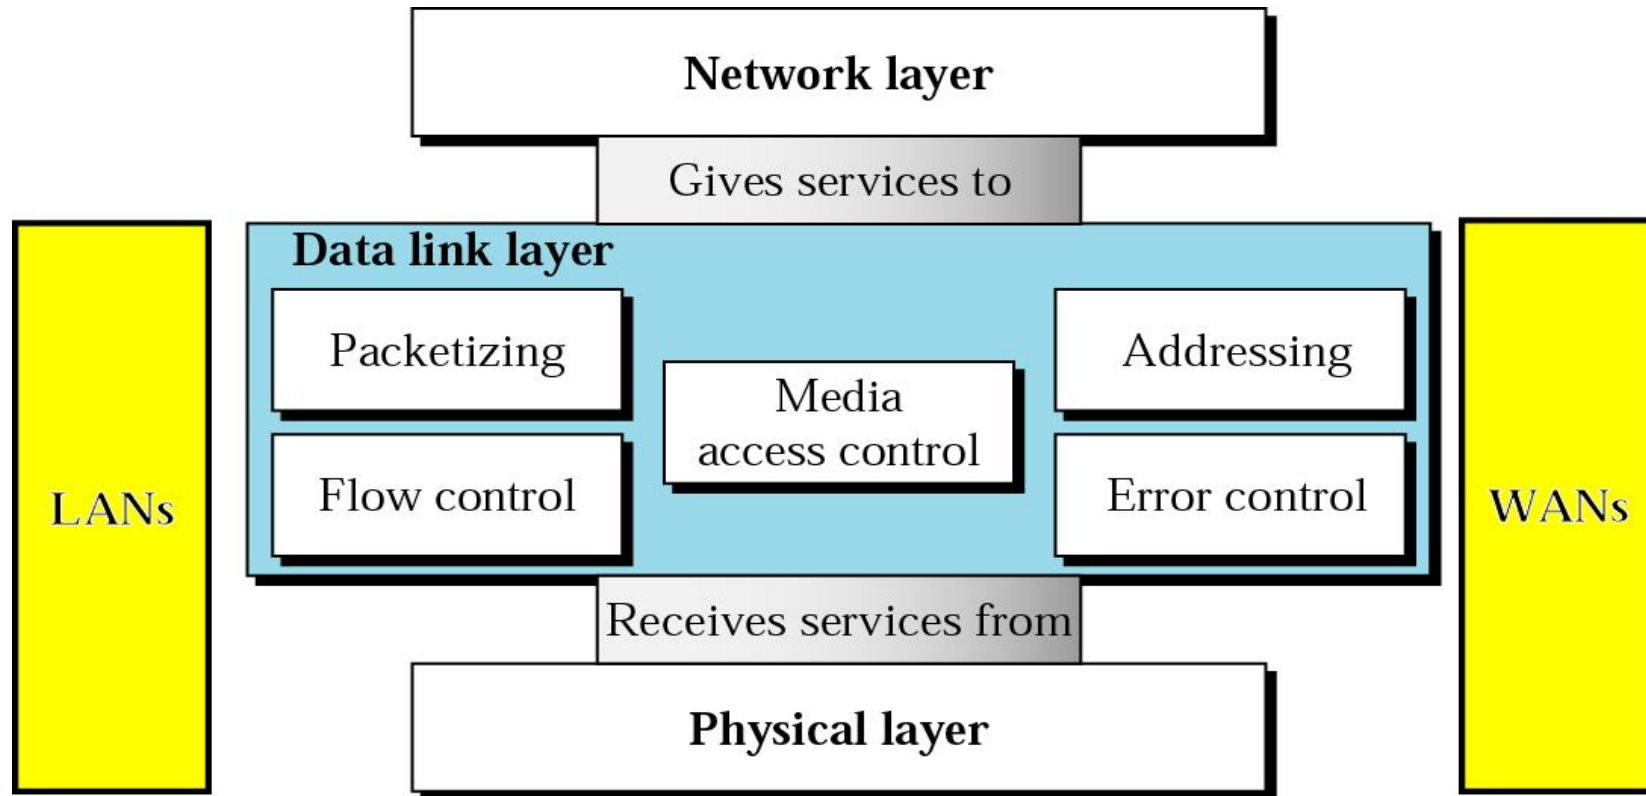 Network layer
Gives services to
Data link layer
Packetizing
Addressing
Media
access control
Flow control
Error control
LANs
WANs
Receives services from
Physical layer